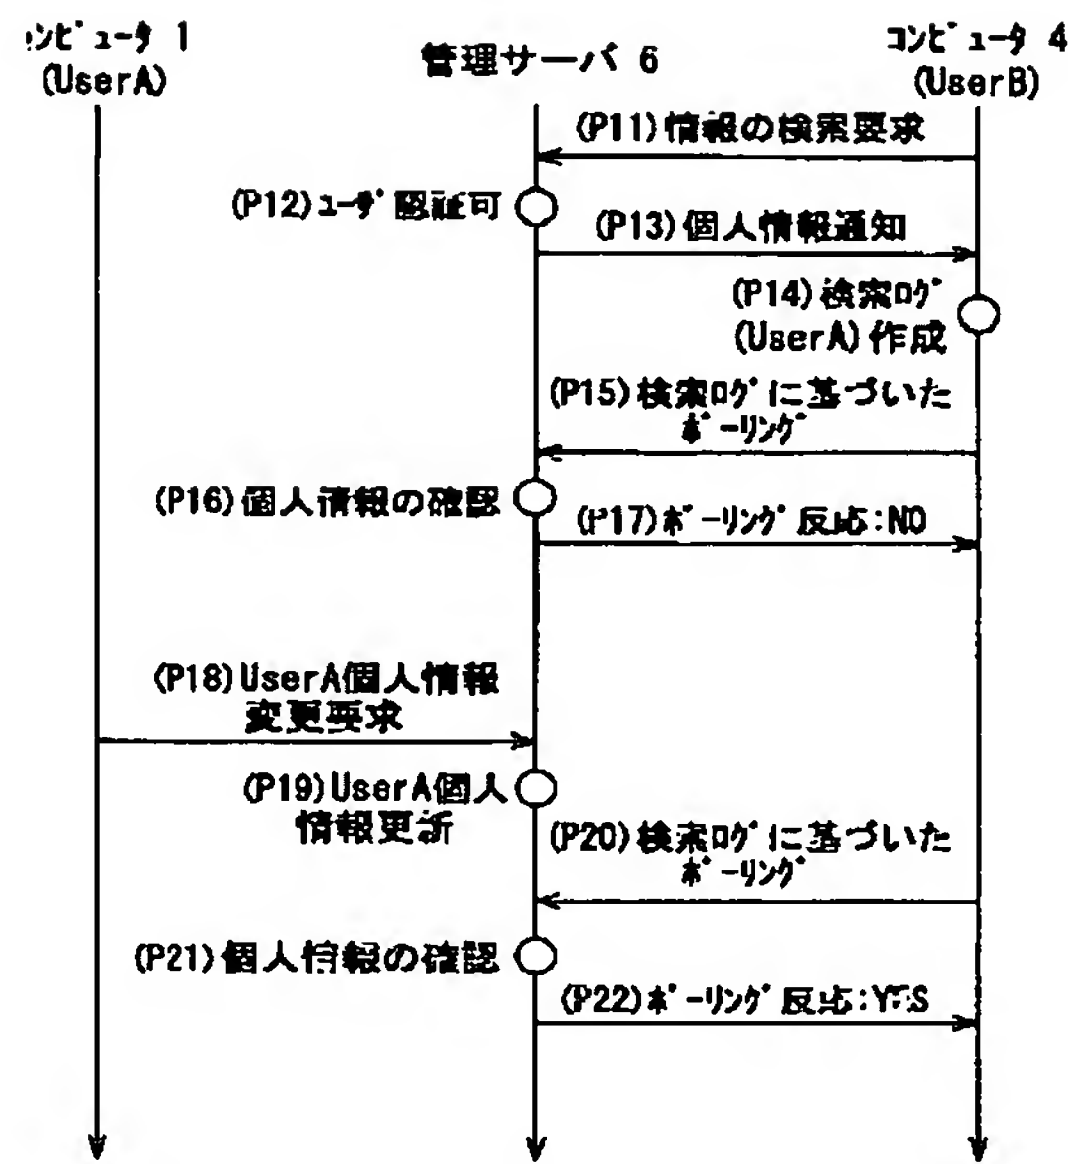 ンピュータ 1
(UserA)
管理サーバ 6
コンピュータ 4
(UserB)
(P11)情報の検索要求
(P12)ユーザ認証可
(P13)個人情報通知
(P14)検索ログ
(UserA)作成
(P15)検索ログに基づいた
ポーリング
(P16)個人情報の確認
(P17)ポーリング反応:NO
(P18)UserA個人情報
変更要求
(P19)UserA個人
情報更新
(P20)検索ログに基づいた
ポーリング
(P21)個人情報の確認
(P22)ポーリング反応:YES